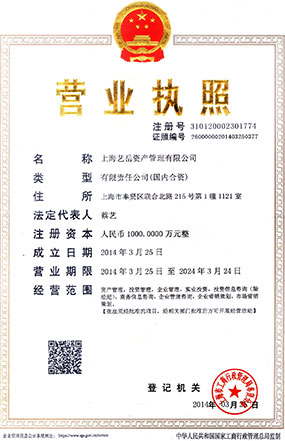 营业执照
注册号 310120002301774
证照编号 26000000201403250377
名称 上海艺岳资产管理有限公司
类型 有限责任公司(国内合资)
住所 上海市奉贤区联合北路215号第1幢1121室
法定代表人 蔡艺
注册资本 人民币1000.0000万元整
成立日期 2014年3月25日
营业期限 2014年3月25日 至 2024年3月24日
经营范围 资产管理,投资管理,企业管理,实业投资,投资信息咨询(除
经纪),商务信息咨询,企业管理咨询,企业营销策划,市场营销
策划。
【依法须经批准的项目,经相关部门批准后方可开展经营活动】
登记机关
2014年03月25日
中华人民共和国国家工商行政管理总局监制